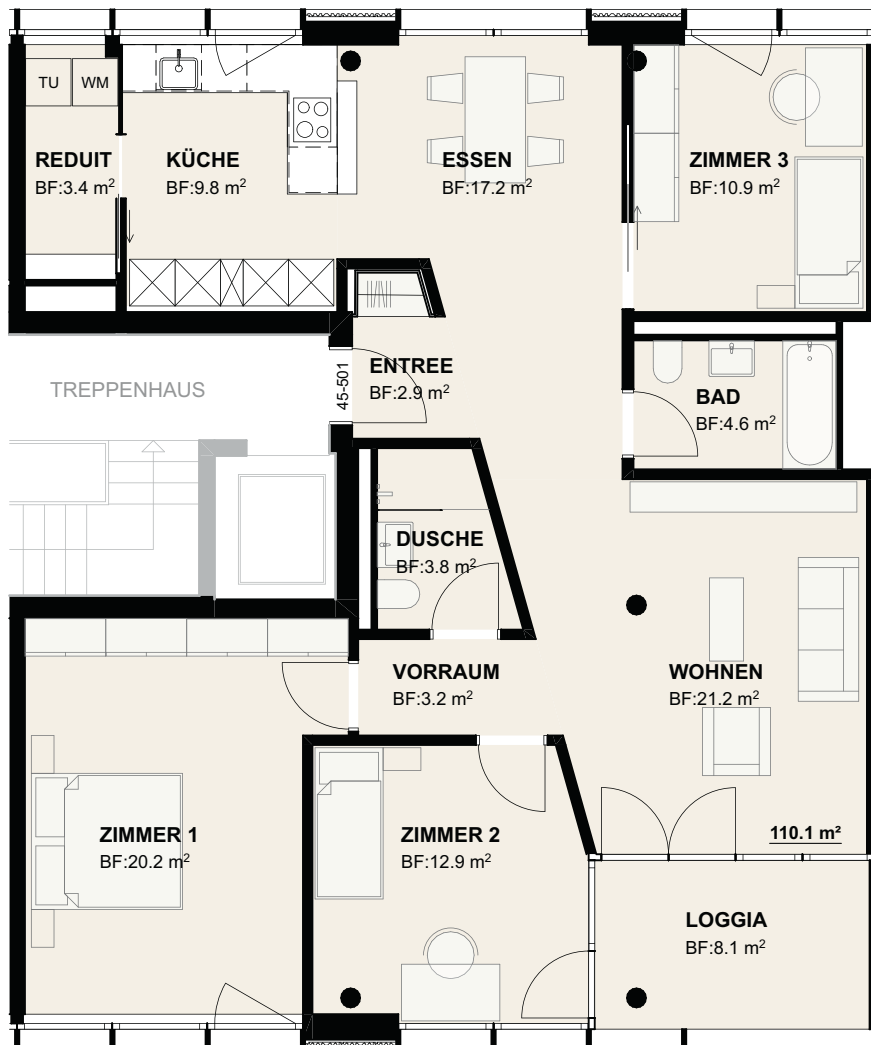 TU WM
REDUIT
BF:3.4 m²
KÜCHE
BF:9.8 m²
ESSEN
BF:17.2 m²
ZIMMER 3
BF:10.9 m²
TREPPENHAUS
45-501
ENTREE
BF:2.9 m²
BAD
BF:4.6 m²
DUSCHE
BF:3.8 m²
VORRAUM
BF:3.2 m²
WOHNEN
BF:21.2 m²
ZIMMER 1
BF:20.2 m²
ZIMMER 2
BF:12.9 m²
110.1 m²
LOGGIA
BF:8.1 m²